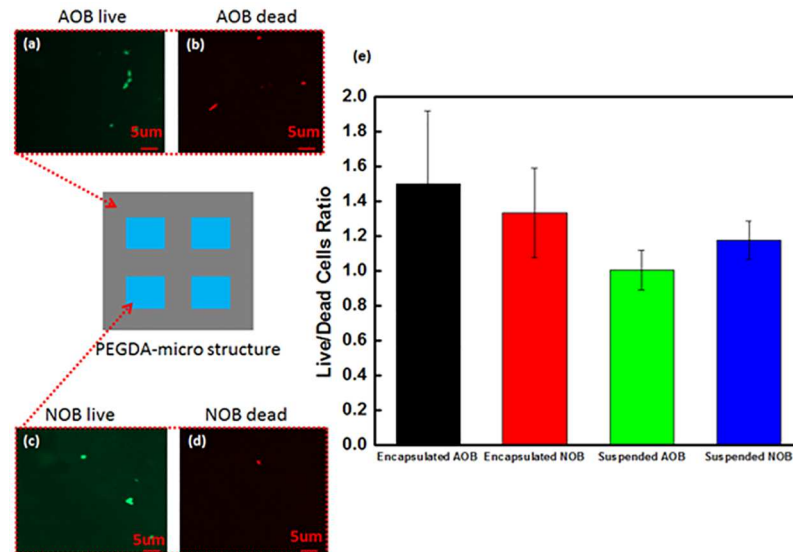 AOB live
AOB dead
(a)
(b)
5um
5um
PEGDA-micro structure
NOB live
NOB dead
(c)
(d)
5um
5um
(e)
Live/Dead Cells Ratio
2.0
1.8
1.6
1.4
1.2
1.0
0.8
0.6
0.4
0.2
0.0
Encapsulated AOB
Encapsulated NOB
Suspended AOB
Suspended NOB